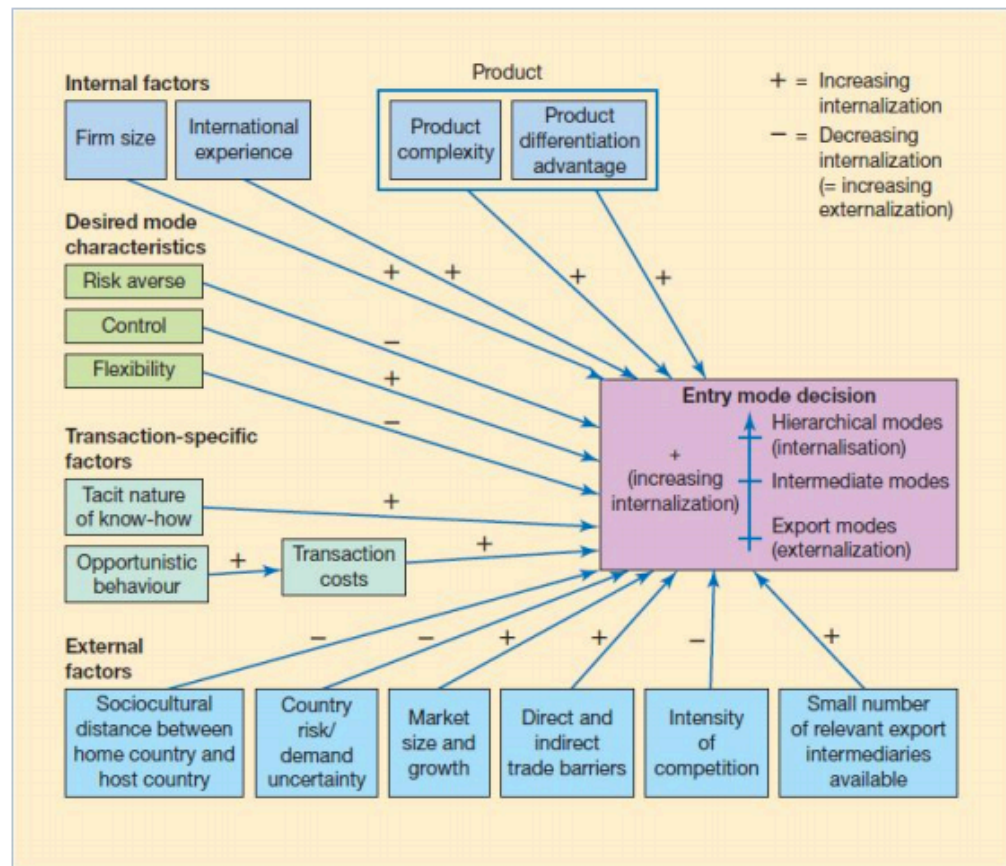 Internal factors
Firm size
International
experience
Product
Product
complexity
Product
differentiation
advantage
+ = Increasing
internalization
− = Decreasing
internalization
(= increasing
externalization)
Desired mode
characteristics
Risk averse
Control
Flexibility
+
+
+
+
−
+
−
Transaction-specific
factors
Tacit nature
of know-how
+
Opportunistic
behaviour
+
Transaction
costs
+
Entry mode decision
+
(increasing
internalization)
Hierarchical modes
(internalisation)
Intermediate modes
Export modes
(externalization)
External
factors
−
−
+
+
−
+
Sociocultural
distance between
home country and
host country
Country
risk/
demand
uncertainty
Market
size and
growth
Direct and
indirect
trade barriers
Intensity
of
competition
Small number
of relevant export
intermediaries
available